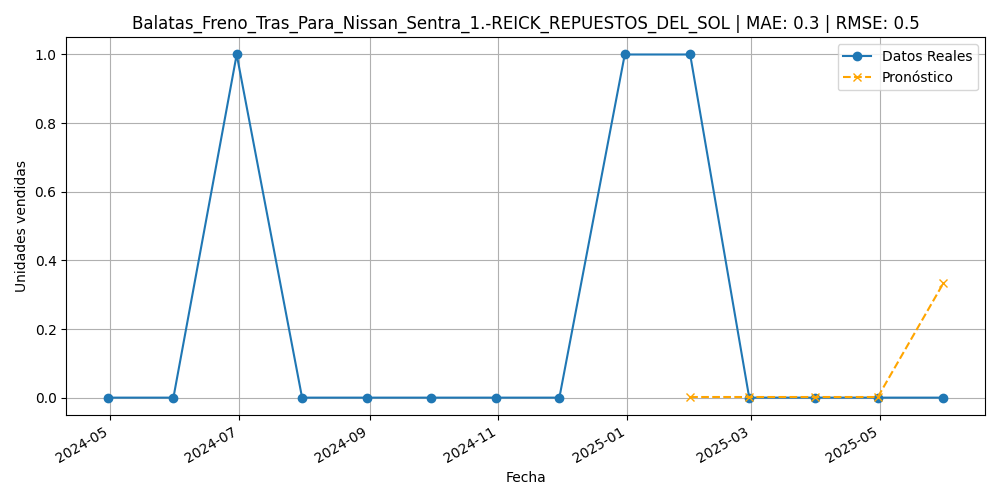 Balatas_Freno_Tras_Para_Nissan_Sentra_1.-REICK_REPUESTOS_DEL_SOL | MAE: 0.3 | RMSE: 0.5
Datos Reales
Pronóstico
Unidades vendidas
1.0
0.8
0.6
0.4
0.2
0.0
2024-05
2024-07
2024-09
2024-11
2025-01
2025-03
2025-05
Fecha